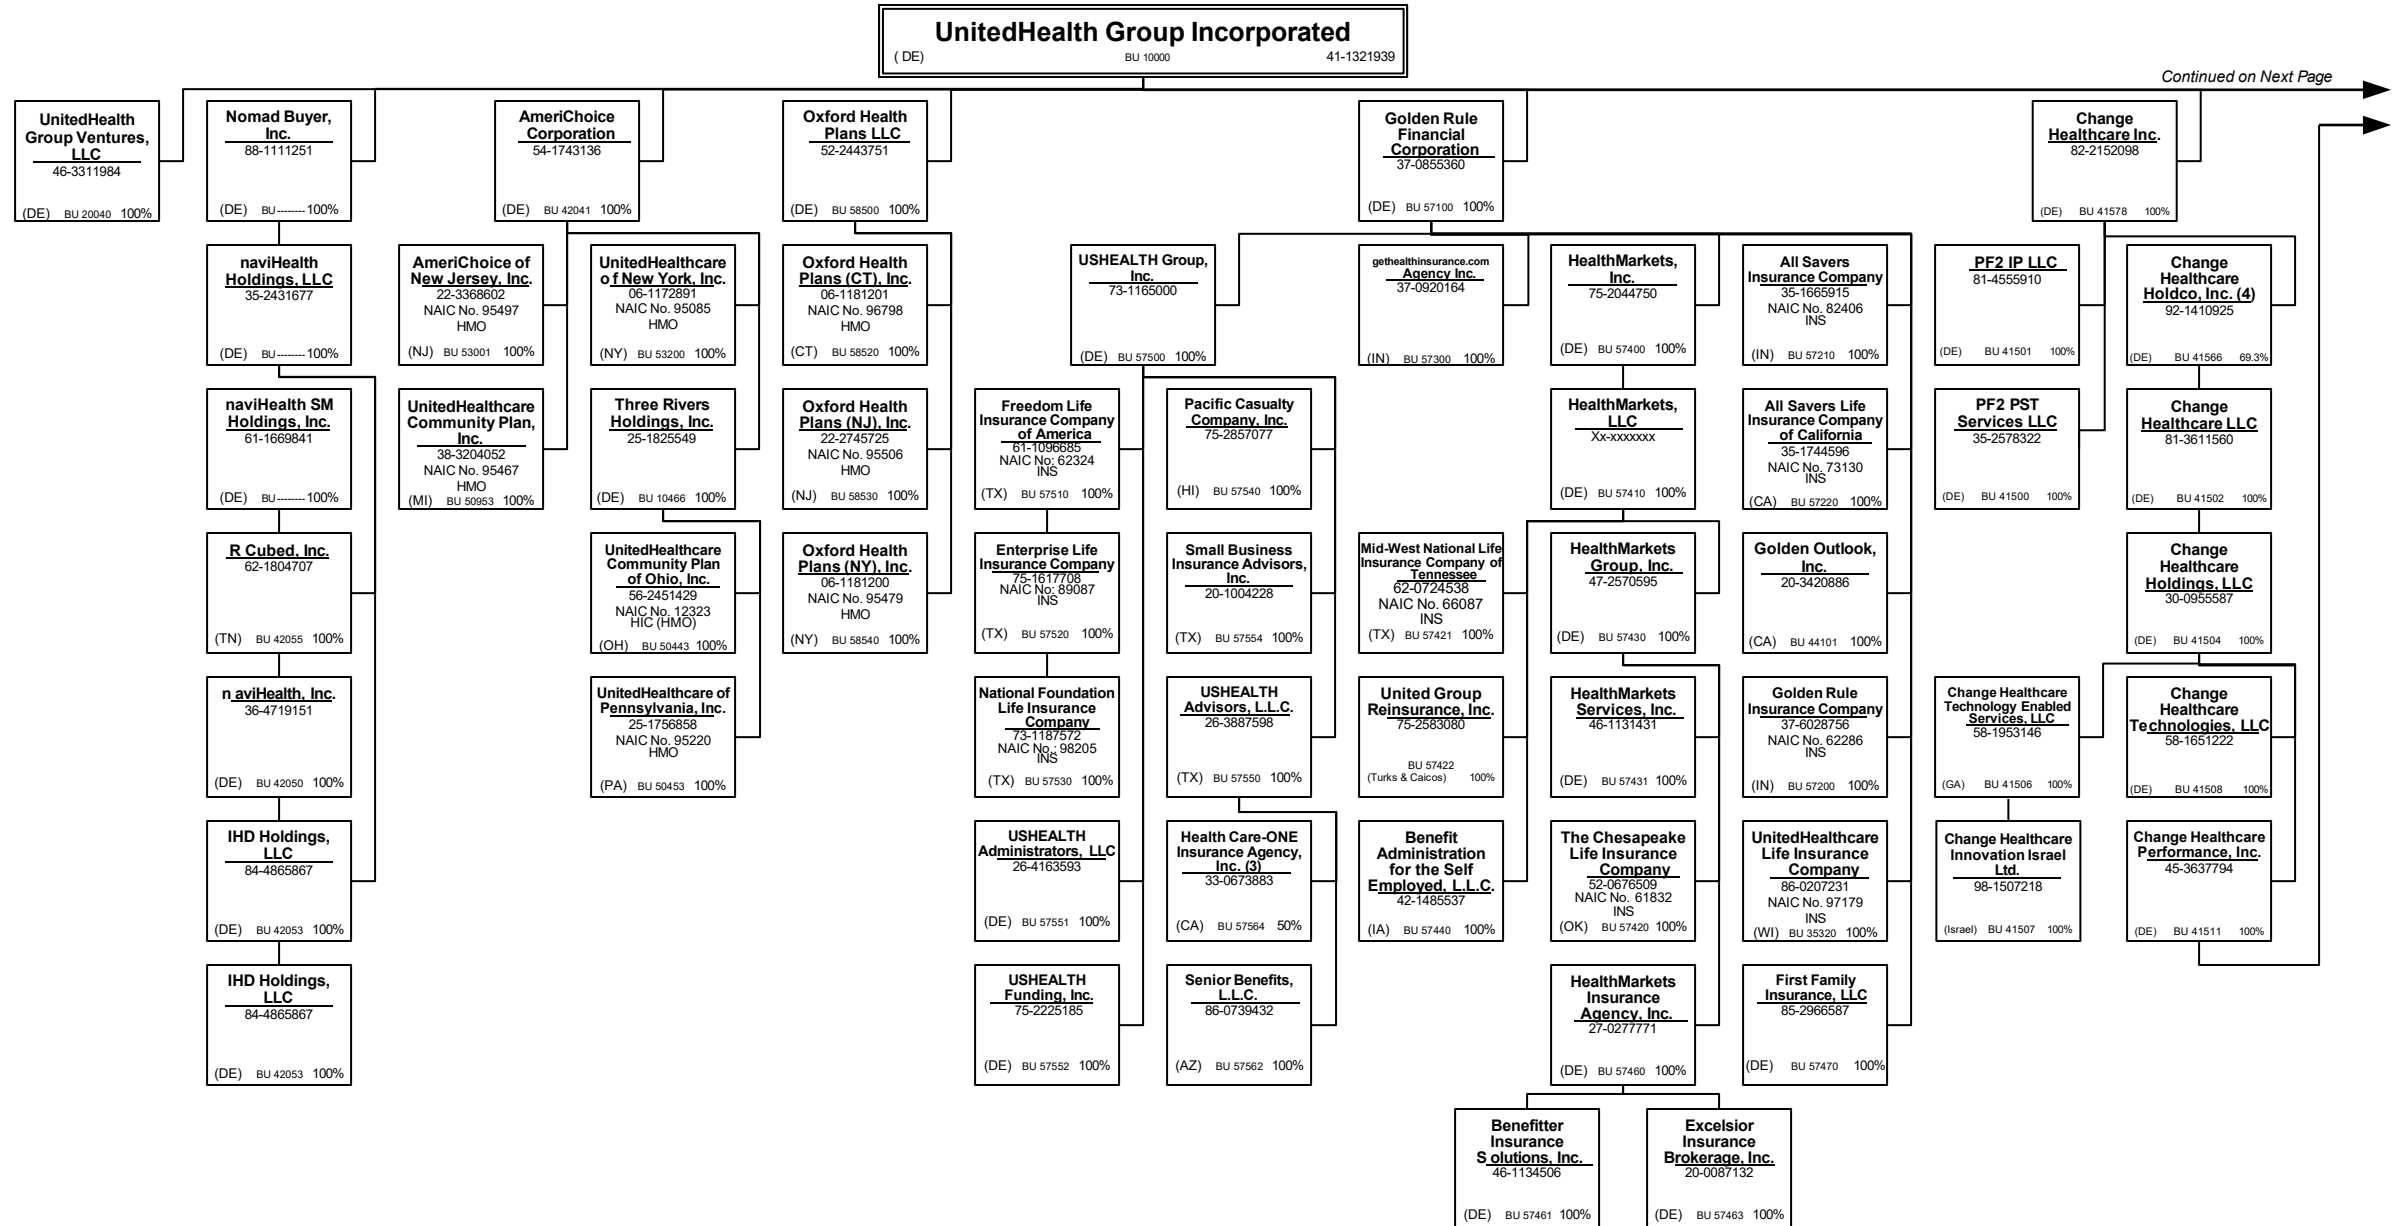 UnitedHealth Group Incorporated
( DE) BU 10000 41-1321939
Continued on Next Page
UnitedHealth
Group Ventures,
LLC
46-3311984
(DE) BU 20040 100%
Nomad Buyer,
Inc.
88-1111251
(DE) BU -------- 100%
AmeriChoice
Corporation
54-1743136
(DE) BU 42041 100%
Oxford Health
Plans LLC
52-2443751
(DE) BU 58500 100%
Golden Rule
Financial
Corporation
37-0855360
(DE) BU 57100 100%
Change
Healthcare Inc.
82-2152098
(DE) BU 41578 100%
naviHealth
Holdings, LLC
35-2431677
(DE) BU -------- 100%
AmeriChoice of
New Jersey, Inc.
22-3368602
NAIC No. 95497
HMO
(NJ) BU 53001 100%
UnitedHealthcare
of New York, Inc.
06-1172891
NAIC No. 95085
HMO
(NY) BU 53200 100%
Oxford Health
Plans (CT), Inc.
06-1181201
NAIC No. 96798
HMO
(CT) BU 58520 100%
USHEALTH Group,
Inc.
73-1165000
(DE) BU 57500 100%
gethealthinsurance.com
Agency Inc.
37-0920164
(IN) BU 57300 100%
HealthMarkets,
Inc.
75-2044750
(DE) BU 57400 100%
All Savers
Insurance Company
35-1665915
NAIC No. 82406
INS
(IN) BU 57210 100%
PF2 IP LLC
81-4555910
(DE) BU 41501 100%
Change
Healthcare
Holdco, Inc. (4)
92-1410925
(DE) BU 41566 69.3%
naviHealth SM
Holdings, Inc.
61-1669841
(DE) BU -------- 100%
UnitedHealthcare
Community Plan,
Inc.
38-3204052
NAIC No. 95467
HMO
(MI) BU 50953 100%
Three Rivers
Holdings, Inc.
25-1825549
(DE) BU 10466 100%
Oxford Health
Plans (NJ), Inc.
22-2745725
NAIC No. 95506
HMO
(NJ) BU 58530 100%
Freedom Life
Insurance Company
of America
61-1096685
NAIC No: 62324
INS
(TX) BU 57510 100%
Pacific Casualty
Company, Inc.
75-2857077
(HI) BU 57540 100%
HealthMarkets,
LLC
Xx-xxxxxxx
(DE) BU 57410 100%
All Savers Life
Insurance Company
of California
35-1744596
NAIC No. 73130
INS
(CA) BU 57220 100%
PF2 PST
Services LLC
35-2578322
(DE) BU 41500 100%
Change
Healthcare LLC
81-3611560
(DE) BU 41502 100%
R Cubed, Inc.
62-1804707
(TN) BU 42055 100%
UnitedHealthcare
Community Plan
of Ohio, Inc.
56-2451429
NAIC No. 12323
HIC (HMO)
(OH) BU 50443 100%
Oxford Health
Plans (NY), Inc.
06-1181200
NAIC No. 95479
HMO
(NY) BU 58540 100%
Enterprise Life
Insurance Company
75-1617708
NAIC No: 89087
INS
(TX) BU 57520 100%
Small Business
Insurance Advisors,
Inc.
20-1004228
(TX) BU 57554 100%
Mid-West National Life
Insurance Company of
Tennessee
62-0724538
NAIC No. 66087
INS
(TX) BU 57421 100%
HealthMarkets
Group, Inc.
47-2570595
(DE) BU 57430 100%
Golden Outlook,
Inc.
20-3420886
(CA) BU 44101 100%
Change
Healthcare
Holdings, LLC
30-0955587
(DE) BU 41504 100%
n aviHealth, Inc.
36-4719151
(DE) BU 42050 100%
UnitedHealthcare of
Pennsylvania, Inc.
25-1756858
NAIC No. 95220
HMO
(PA) BU 50453 100%
National Foundation
Life Insurance
Company
73-1187572
NAIC No.: 98205
INS
(TX) BU 57530 100%
USHEALTH
Advisors, L.L.C.
26-3887598
(TX) BU 57550 100%
United Group
Reinsurance, Inc.
75-2583080
BU 57422
(Turks & Caicos) 100%
HealthMarkets
Services, Inc.
46-1131431
(DE) BU 57431 100%
Golden Rule
Insurance Company
37-6028756
NAIC No. 62286
INS
(IN) BU 57200 100%
Change Healthcare
Technology Enabled
Services, LLC
58-1953146
(GA) BU 41506 100%
Change
Healthcare
Technologies, LLC
58-1651222
(DE) BU 41508 100%
IHD Holdings,
LLC
84-4865867
(DE) BU 42053 100%
USHEALTH
Administrators, LLC
26-4163593
(DE) BU 57551 100%
Health Care-ONE
Insurance Agency,
Inc. (3)
33-0673883
(CA) BU 57564 50%
Benefit
Administration
for the Self
Employed, L.L.C.
42-1485537
(IA) BU 57440 100%
The Chesapeake
Life Insurance
Company
52-0676509
NAIC No. 61832
INS
(OK) BU 57420 100%
UnitedHealthcare
Life Insurance
Company
86-0207231
NAIC No. 97179
INS
(WI) BU 35320 100%
Change Healthcare
Innovation Israel
Ltd.
98-1507218
(Israel) BU 41507 100%
Change Healthcare
Performance, Inc.
45-3637794
(DE) BU 41511 100%
IHD Holdings,
LLC
84-4865867
(DE) BU 42053 100%
USHEALTH
Funding, Inc.
75-2225185
(DE) BU 57552 100%
Senior Benefits,
L.L.C.
86-0739432
(AZ) BU 57562 100%
HealthMarkets
Insurance
Agency, Inc.
27-0277771
(DE) BU 57460 100%
First Family
Insurance, LLC
85-2966587
(DE) BU 57470 100%
Benefitter
Insurance
S olutions, Inc.
46-1134506
(DE) BU 57461 100%
Excelsior
Insurance
Brokerage, Inc.
20-0087132
(DE) BU 57463 100%